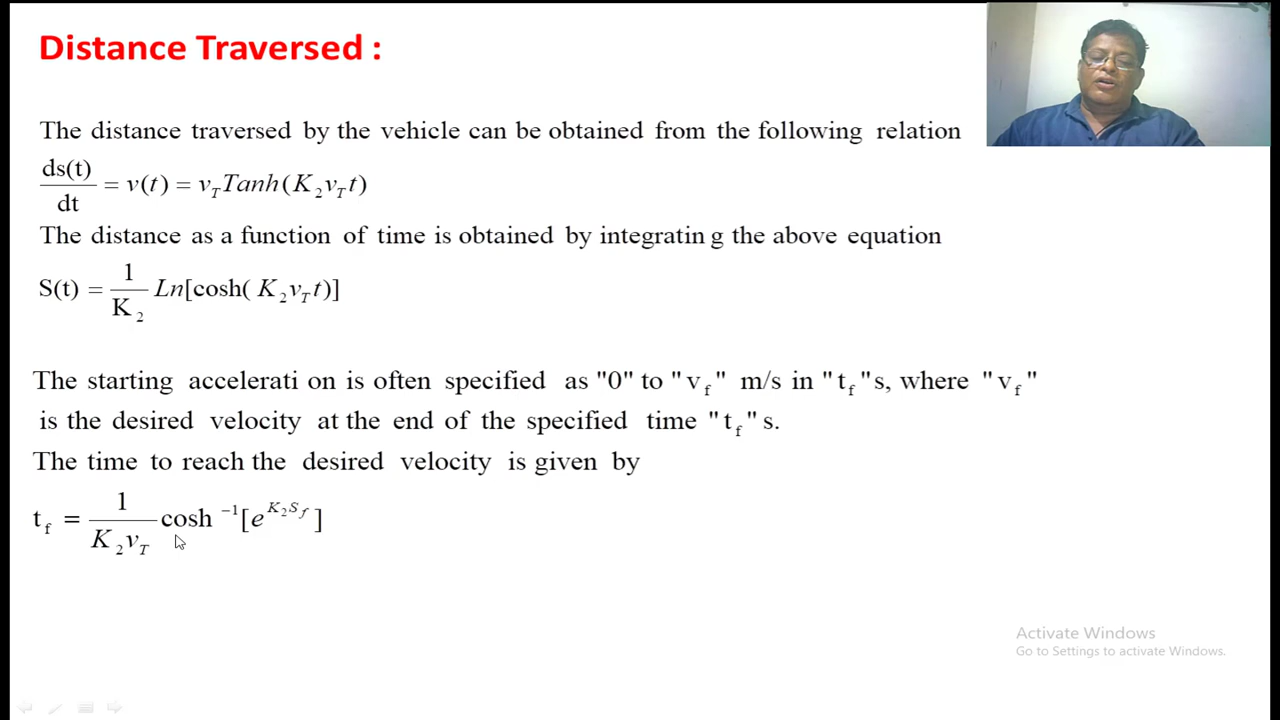 Distance Traversed :
The distance traversed by the vehicle can be obtained from the following relation
ds(t)/dt = v(t) = v_T Tanh(K_2 v_T t)
The distance as a function of time is obtained by integratin g the above equation
S(t) = 1/K_2 Ln[cosh( K_2 v_T t)]
The starting accelerati on is often specified as "0" to " v_f " m/s in " t_f "s, where " v_f "
is the desired velocity at the end of the specified time " t_f " s.
The time to reach the desired velocity is given by
t_f = 1/(K_2 v_T) cosh^-1 [e^(K_2 S_f) ]
Activate Windows
Go to Settings to activate Windows.